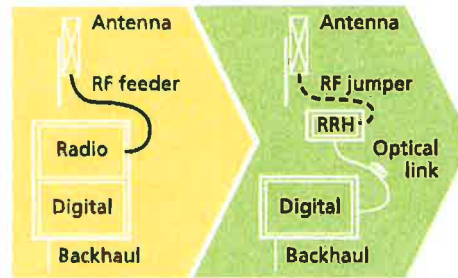 Antenna
RF feeder
Radio
Digital
Backhaul
Antenna
RF jumper
RRH
Optical
link
Digital
Backhaul